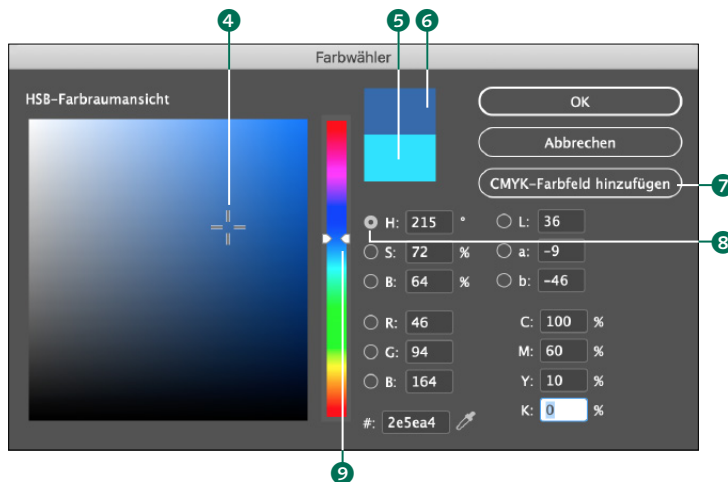 4 5 6
Farbwähler
HSB-Farbraumansicht
OK
Abbrechen
CMYK-Farbfeld hinzufügen 7
H: 215 ° L: 36 8
S: 72 % a: -9
B: 64 % b: -46
R: 46 C: 100 %
G: 94 M: 60 %
B: 164 Y: 10 %
K: 0 %
#: 2e5ea4
9